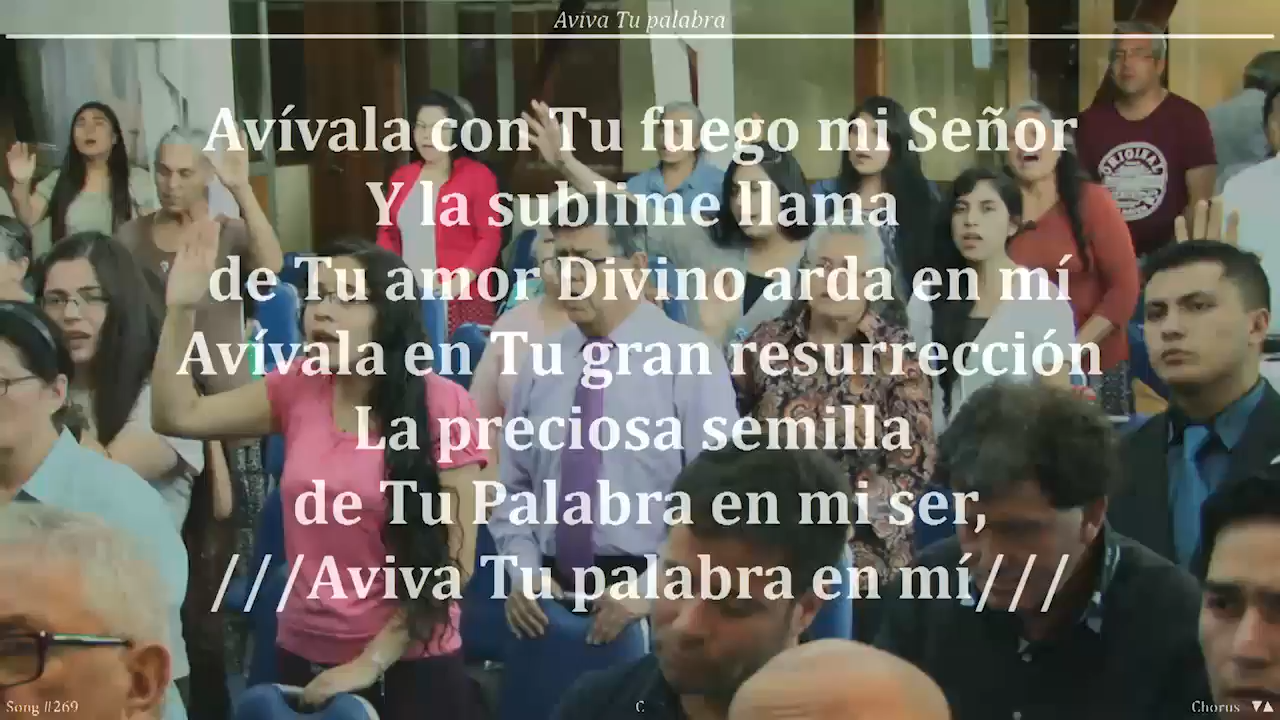 Aviva Tu palabra
Avívala con Tu fuego mi Señor
Y la sublime llama
de Tu amor Divino arda en mí
Avívala en Tu gran resurrección
La preciosa semilla
de Tu Palabra en mi ser,
///Aviva Tu palabra en mí///
ORIGINAL
Song #269
C
Chorus ▼▲